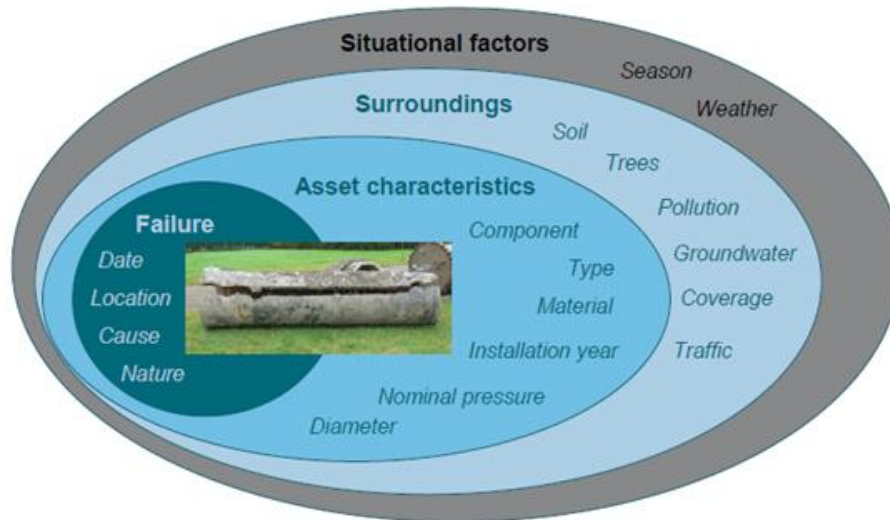 Situational factors
Season
Weather
Surroundings
Soil
Trees
Pollution
Groundwater
Coverage
Traffic
Asset characteristics
Component
Type
Material
Installation year
Nominal pressure
Diameter
Failure
Date
Location
Cause
Nature